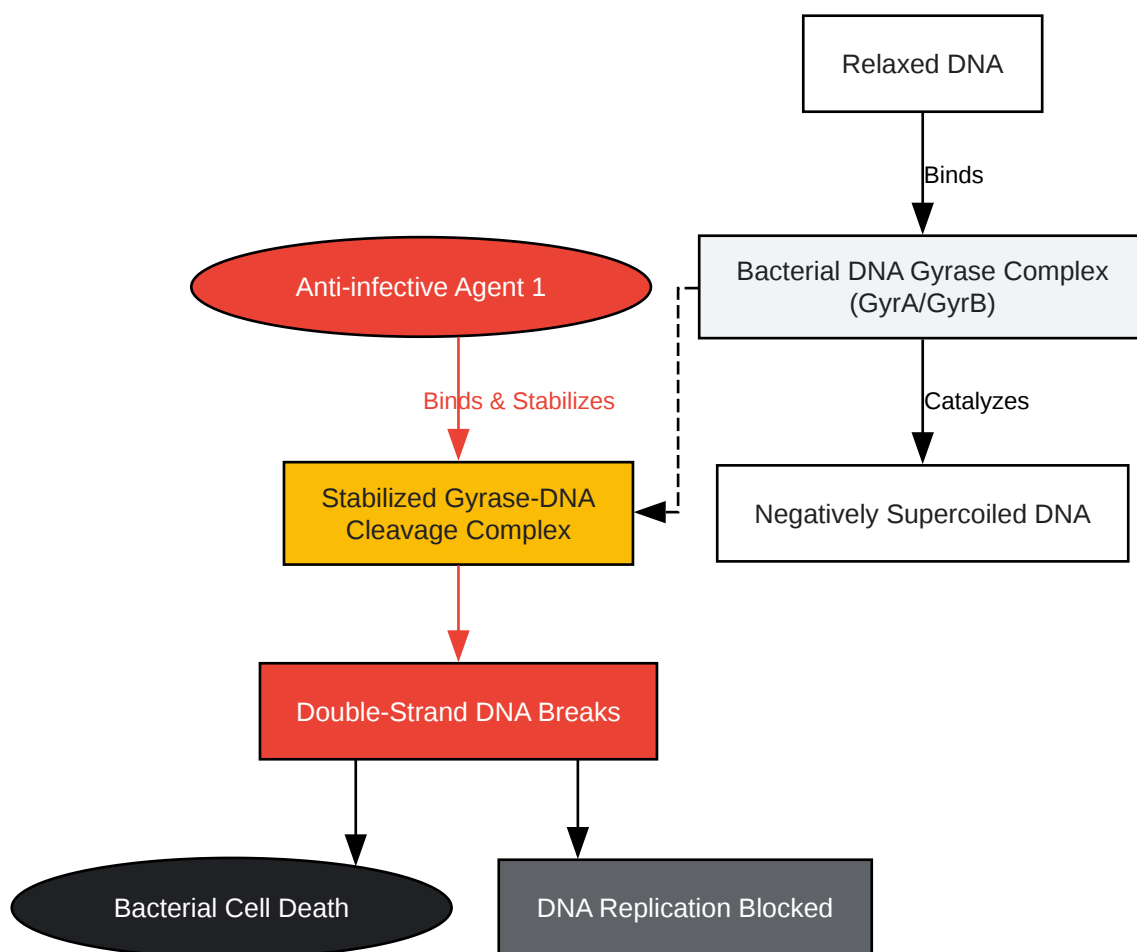 Relaxed DNA
Binds
Anti-infective Agent 1
Bacterial DNA Gyrase Complex
(GyrA/GyrB)
Binds & Stabilizes
Catalyzes
Stabilized Gyrase-DNA
Cleavage Complex
Negatively Supercoiled DNA
Double-Strand DNA Breaks
Bacterial Cell Death
DNA Replication Blocked